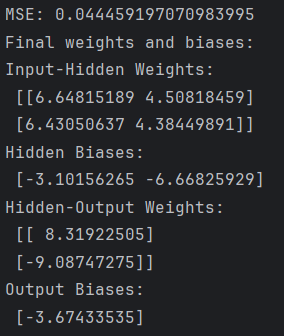 MSE: 0.044459197070983995
Final weights and biases:
Input-Hidden Weights:
[[6.64815189 4.50818459]
[6.43050637 4.38449891]]
Hidden Biases:
[-3.10156265 -6.66825929]
Hidden-Output Weights:
[[ 8.31922505]
[-9.08747275]]
Output Biases:
[-3.67433535]